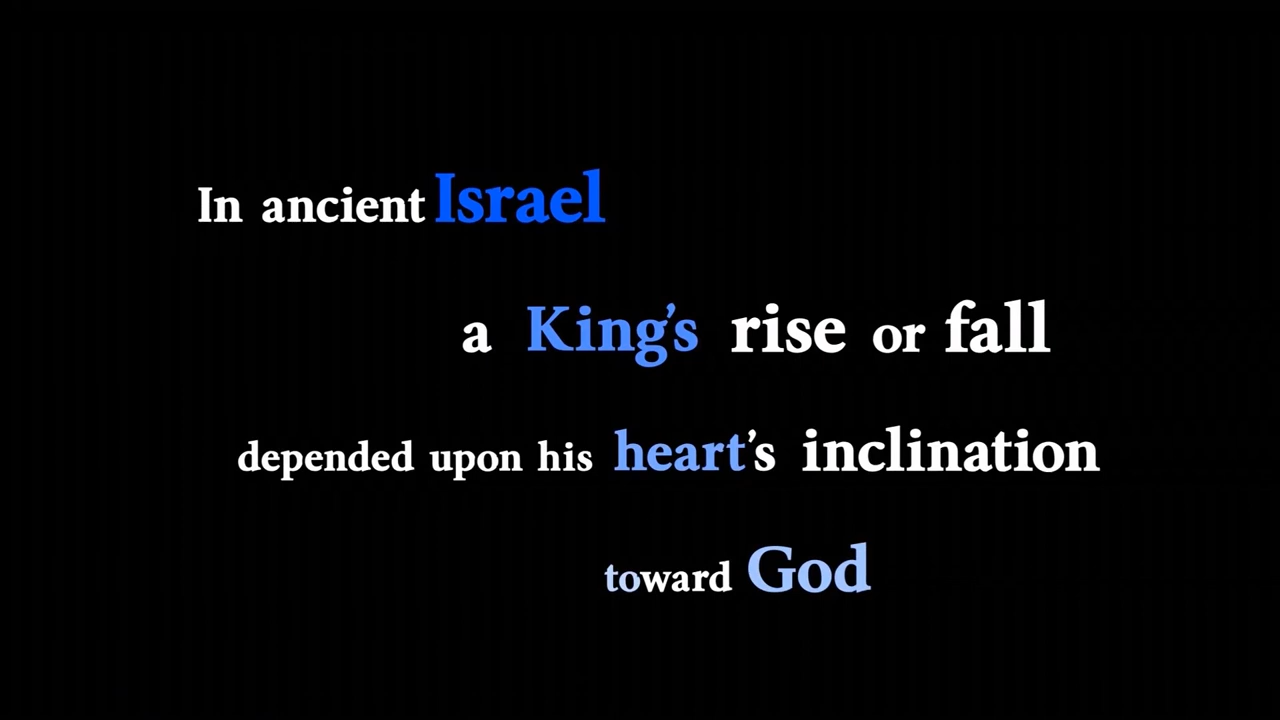 In ancient Israel
a King's rise or fall
depended upon his heart's inclination
toward God